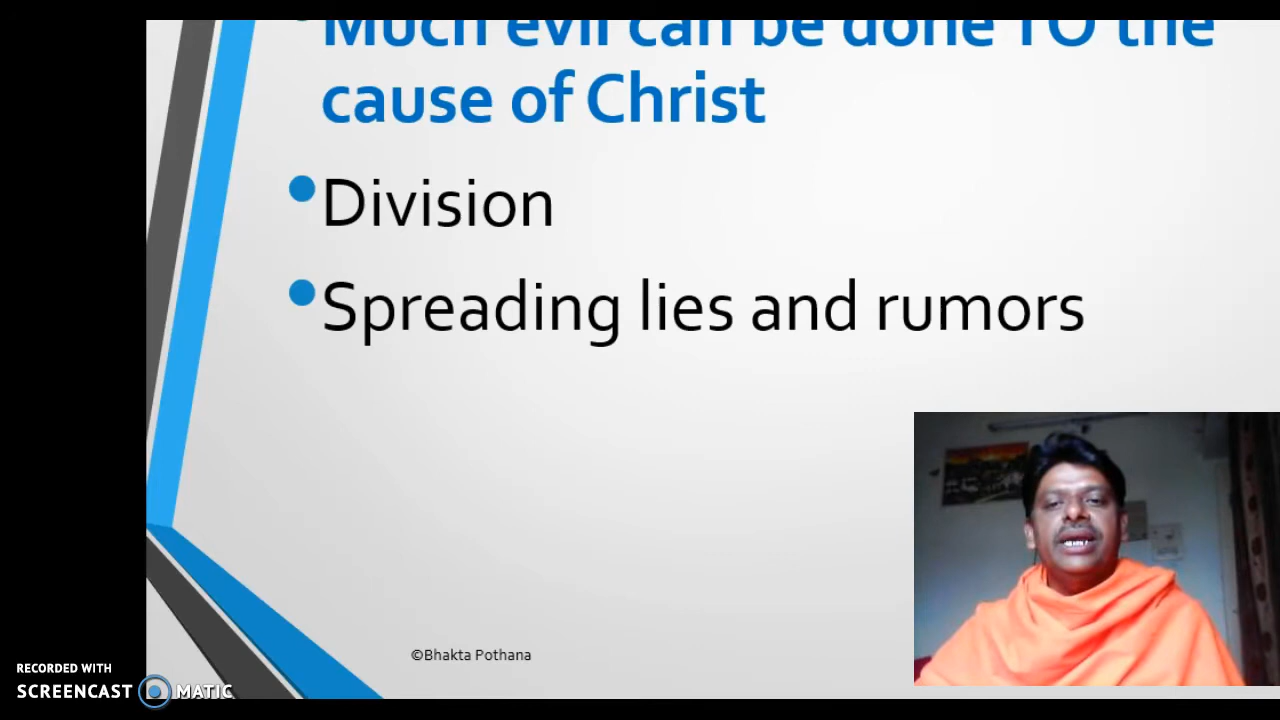 Much evil can be done TO the
cause of Christ
Division
Spreading lies and rumors
©Bhakta Pothana
RECORDED WITH
SCREENCAST MATIC